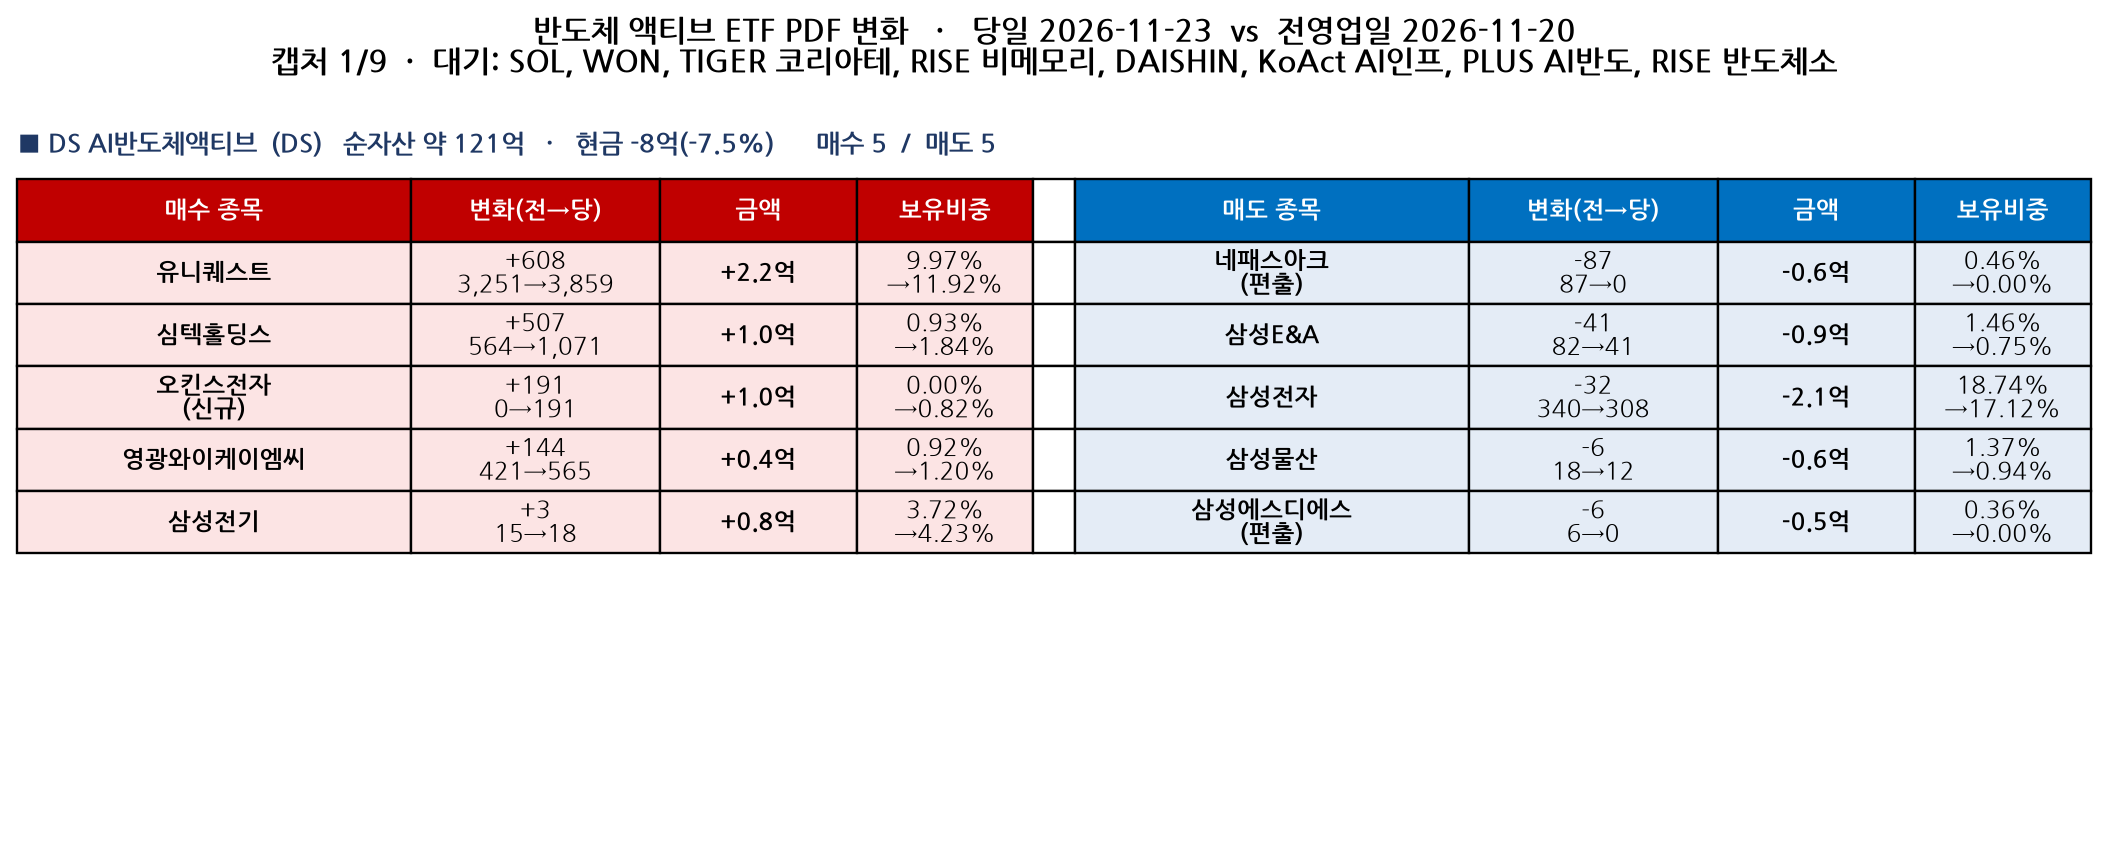 반도체 액티브 ETF PDF 변화 · 당일 2026-11-23 vs 전영업일 2026-11-20
캡처 1/9 · 대기: SOL, WON, TIGER 코리아테, RISE 비메모리, DAISHIN, KoAct AI인프, PLUS AI반도, RISE 반도체소
■ DS AI반도체액티브 (DS) 순자산 약 121억 · 현금 -8억(-7.5%) 매수 5 / 매도 5
매수 종목 변화(전→당) 금액 보유비중 매도 종목 변화(전→당) 금액 보유비중
유니퀘스트
+608
3,251→3,859
+2.2억
9.97%
→11.92%
네패스아크
(편출)
-87
87→0
-0.6억
0.46%
→0.00%
심텍홀딩스
+507
564→1,071
+1.0억
0.93%
→1.84%
삼성E&A
-41
82→41
-0.9억
1.46%
→0.75%
오킨스전자
(신규)
+191
0→191
+1.0억
0.00%
→0.82%
삼성전자
-32
340→308
-2.1억
18.74%
→17.12%
영광와이케이엠씨
+144
421→565
+0.4억
0.92%
→1.20%
삼성물산
-6
18→12
-0.6억
1.37%
→0.94%
삼성전기
+3
15→18
+0.8억
3.72%
→4.23%
삼성에스디에스
(편출)
-6
6→0
-0.5억
0.36%
→0.00%